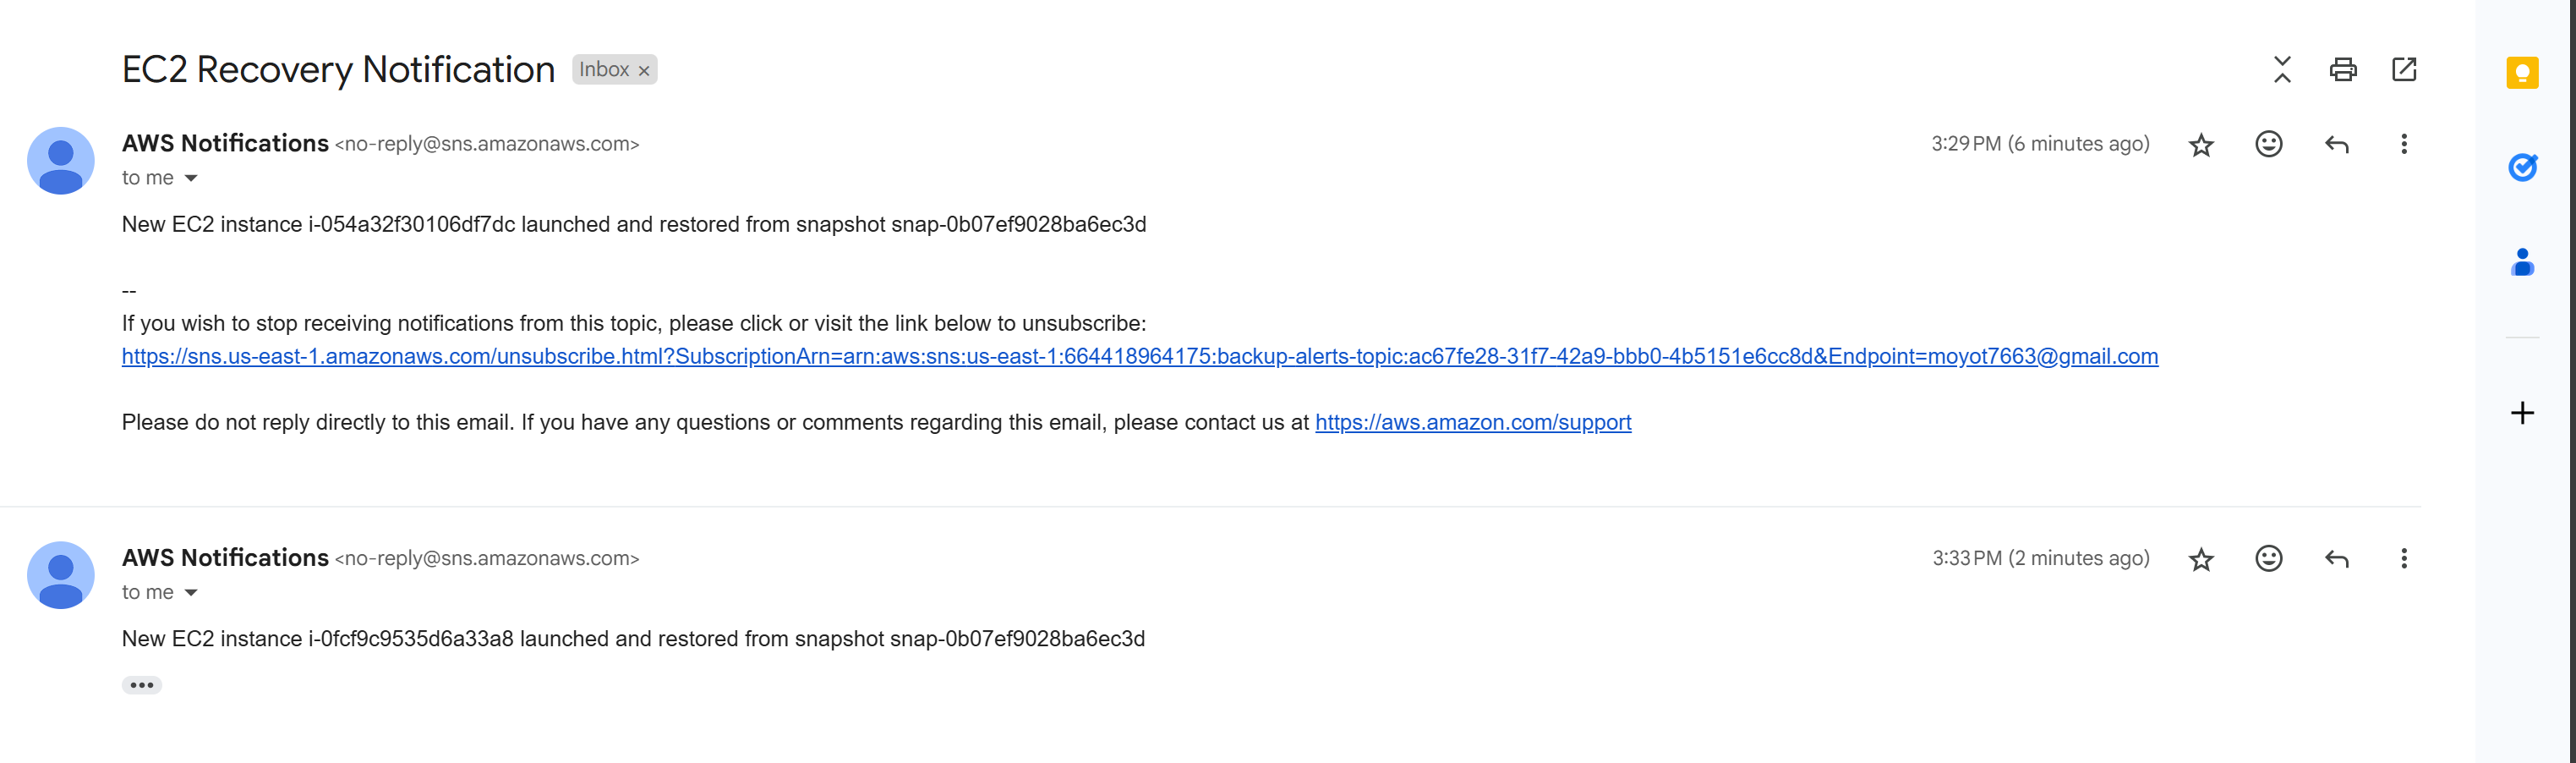 EC2 Recovery Notification Inbox ×
AWS Notifications <no-reply@sns.amazonaws.com> 3:29 PM (6 minutes ago)
to me
New EC2 instance i-054a32f30106df7dc launched and restored from snapshot snap-0b07ef9028ba6ec3d
--
If you wish to stop receiving notifications from this topic, please click or visit the link below to unsubscribe:
https://sns.us-east-1.amazonaws.com/unsubscribe.html?SubscriptionArn=arn:aws:sns:us-east-1:664418964175:backup-alerts-topic:ac67fe28-31f7-42a9-bbb0-4b5151e6cc8d&Endpoint=moyot7663@gmail.com
Please do not reply directly to this email. If you have any questions or comments regarding this email, please contact us at https://aws.amazon.com/support
AWS Notifications <no-reply@sns.amazonaws.com> 3:33 PM (2 minutes ago)
to me
New EC2 instance i-0fcf9c9535d6a33a8 launched and restored from snapshot snap-0b07ef9028ba6ec3d